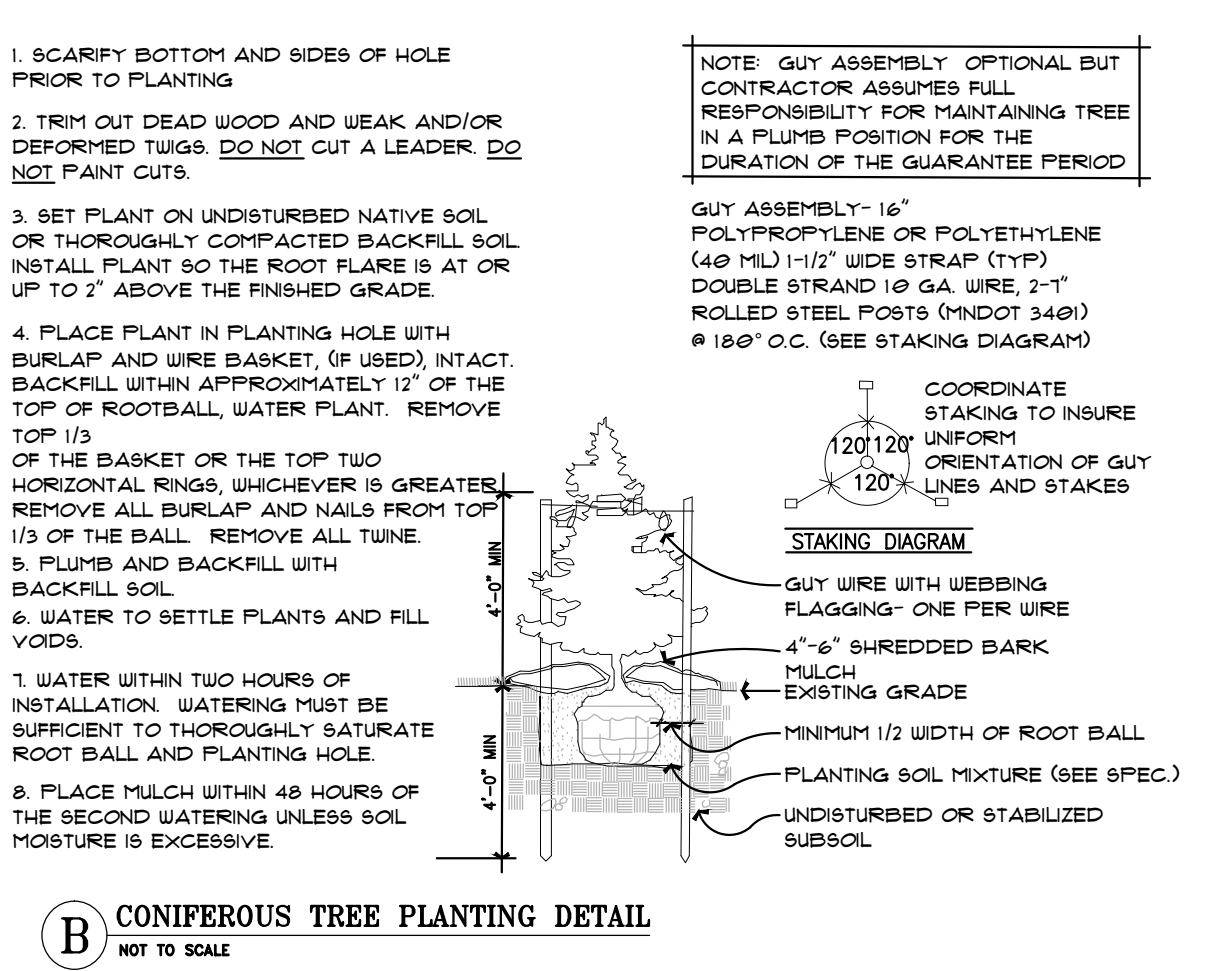 1. SCARIFY BOTTOM AND SIDES OF HOLE
PRIOR TO PLANTING
2. TRIM OUT DEAD WOOD AND WEAK AND/OR
DEFORMED TWIGS. DO NOT CUT A LEADER. DO
NOT PAINT CUTS.
3. SET PLANT ON UNDISTURBED NATIVE SOIL
OR THOROUGHLY COMPACTED BACKFILL SOIL.
INSTALL PLANT SO THE ROOT FLARE IS AT OR
UP TO 2" ABOVE THE FINISHED GRADE.
4. PLACE PLANT IN PLANTING HOLE WITH
BURLAP AND WIRE BASKET, (IF USED), INTACT.
BACKFILL WITHIN APPROXIMATELY 12" OF THE
TOP OF ROOTBALL, WATER PLANT. REMOVE
TOP 1/3
OF THE BASKET OR THE TOP TWO
HORIZONTAL RINGS, WHICHEVER IS GREATER.
REMOVE ALL BURLAP AND NAILS FROM TOP
1/3 OF THE BALL. REMOVE ALL TWINE.
5. PLUMB AND BACKFILL WITH
BACKFILL SOIL.
6. WATER TO SETTLE PLANTS AND FILL
VOIDS.
7. WATER WITHIN TWO HOURS OF
INSTALLATION. WATERING MUST BE
SUFFICIENT TO THOROUGHLY SATURATE
ROOT BALL AND PLANTING HOLE.
8. PLACE MULCH WITHIN 48 HOURS OF
THE SECOND WATERING UNLESS SOIL
MOISTURE IS EXCESSIVE.
NOTE: GUY ASSEMBLY OPTIONAL BUT
CONTRACTOR ASSUMES FULL
RESPONSIBILITY FOR MAINTAINING TREE
IN A PLUMB POSITION FOR THE
DURATION OF THE GUARANTEE PERIOD
GUY ASSEMBLY- 16"
POLYPROPYLENE OR POLYETHYLENE
(40 MIL) 1-1/2" WIDE STRAP (TYP)
DOUBLE STRAND 10 GA. WIRE, 2-7"
ROLLED STEEL POSTS (MNDOT 3401)
@ 180° O.C. (SEE STAKING DIAGRAM)
COORDINATE
STAKING TO INSURE
UNIFORM
ORIENTATION OF GUY
LINES AND STAKES
120° 120°
120°
STAKING DIAGRAM
4'-0" MIN
4'-0" MIN
GUY WIRE WITH WEBBING
FLAGGING- ONE PER WIRE
4"-6" SHREDDED BARK
MULCH
EXISTING GRADE
MINIMUM 1/2 WIDTH OF ROOT BALL
PLANTING SOIL MIXTURE (SEE SPEC.)
UNDISTURBED OR STABILIZED
SUBSOIL
B
CONIFEROUS TREE PLANTING DETAIL
NOT TO SCALE